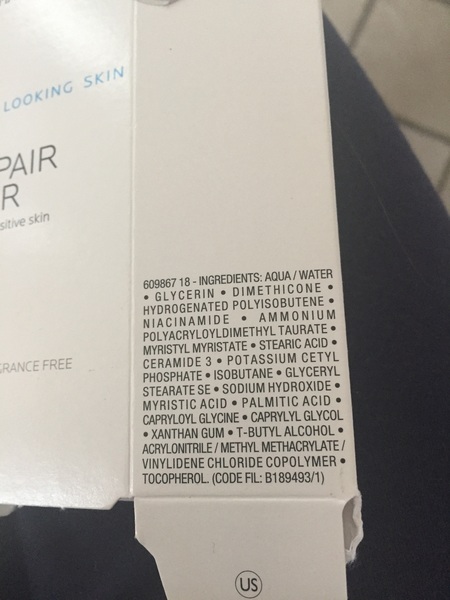 LOOKING SKIN
PAIR
R
sitive skin
GRANCE FREE
609867 18 - INGREDIENTS: AQUA / WATER
• GLYCERIN • DIMETHICONE •
HYDROGENATED POLYISOBUTENE •
NIACINAMIDE • AMMONIUM
POLYACRYLOYLDIMETHYL TAURATE •
MYRISTYL MYRISTATE • STEARIC ACID •
CERAMIDE 3 • POTASSIUM CETYL
PHOSPHATE • ISOBUTANE • GLYCERYL
STEARATE SE • SODIUM HYDROXIDE •
MYRISTIC ACID • PALMITIC ACID •
CAPRYLOYL GLYCINE • CAPRYLYL GLYCOL
• XANTHAN GUM • T-BUTYL ALCOHOL •
ACRYLONITRILE / METHYL METHACRYLATE /
VINYLIDENE CHLORIDE COPOLYMER •
TOCOPHEROL. (CODE FIL: B189493/1)
US